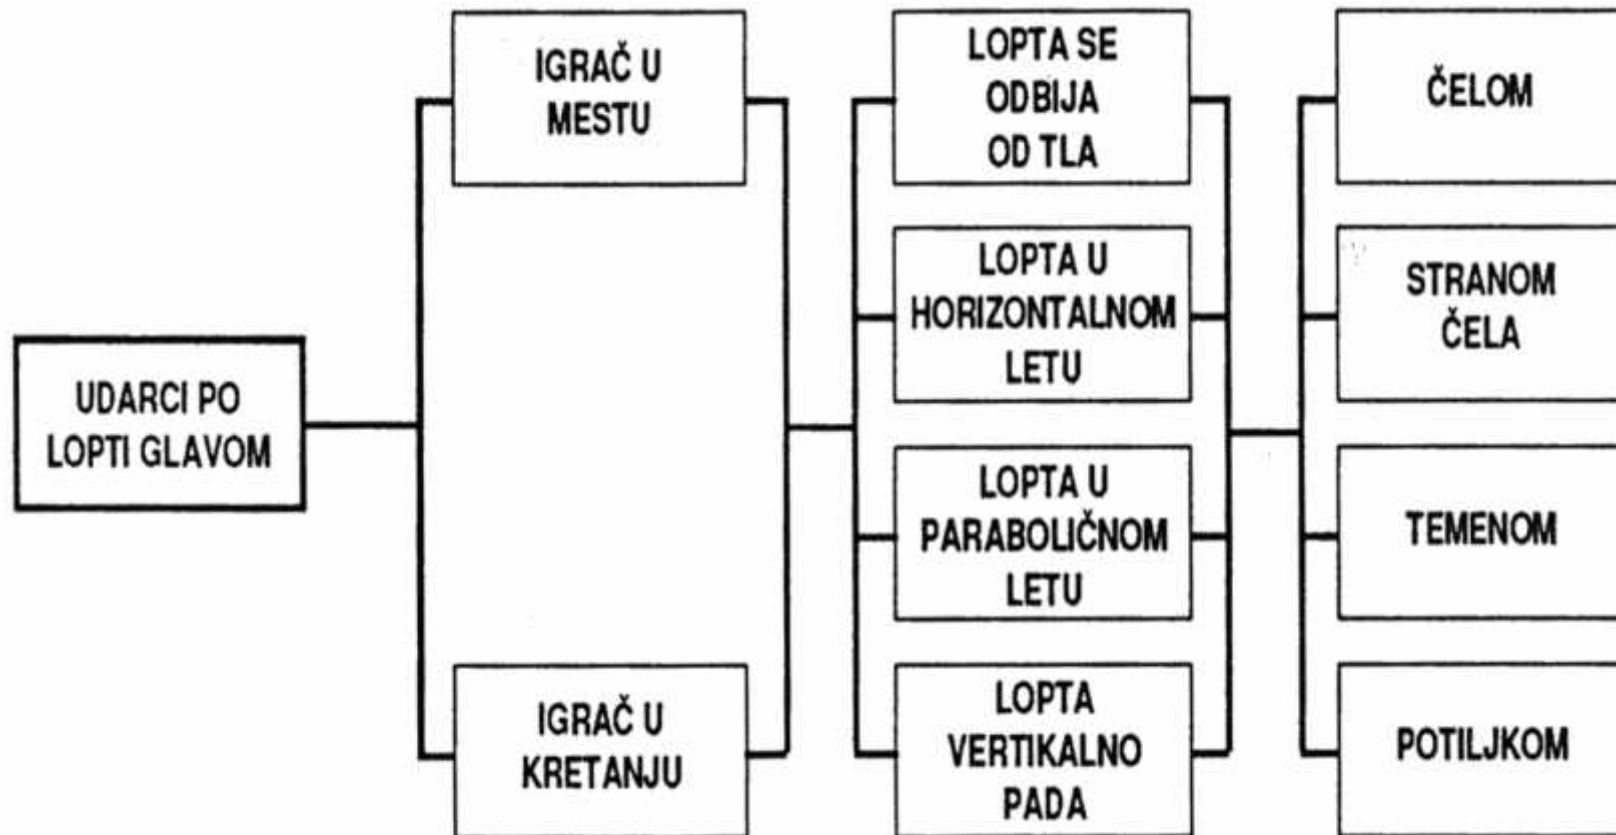 UDARCI PO
LOPTI GLAVOM
IGRAČ U
MESTU
IGRAČ U
KRETANJU
LOPTA SE
ODBIJA
OD TLA
LOPTA U
HORIZONTALNOM
LETU
LOPTA U
PARABOLIČNOM
LETU
LOPTA
VERTIKALNO
PADA
ČELOM
STRANOM
ČELA
TEMENOM
POTILJKOM